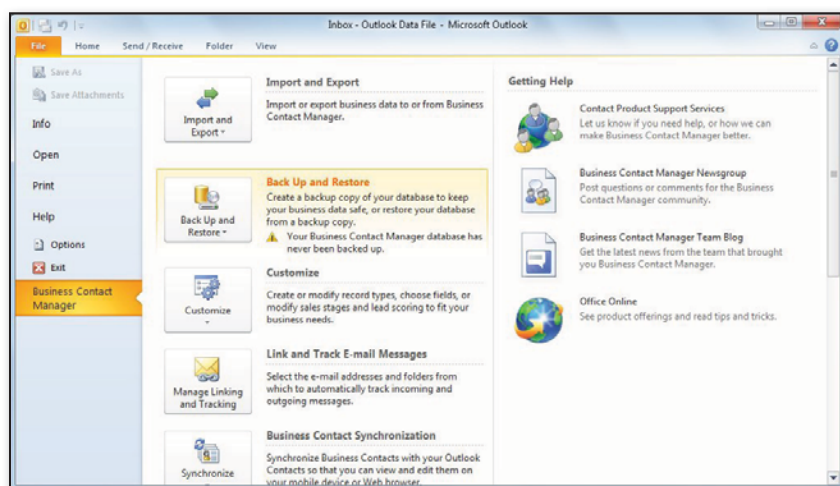 Inbox - Outlook Data File - Microsoft Outlook
File
Home
Send / Receive
Folder
View
Save As
Save Attachments
Info
Open
Print
Help
Options
Exit
Business Contact
Manager
Import and
Export
Import and Export
Import or export business data to or from Business
Contact Manager.
Back Up and
Restore
Back Up and Restore
Create a backup copy of your database to keep
your business data safe, or restore your database
from a backup copy.
Your Business Contact Manager database has
never been backed up.
Customize
Customize
Create or modify record types, choose fields, or
modify sales stages and lead scoring to fit your
business needs.
Manage Linking
and Tracking
Link and Track E-mail Messages
Select the e-mail addresses and folders from
which to automatically track incoming and
outgoing messages.
Synchronize
Business Contact Synchronization
Synchronize Business Contacts with your Outlook
Contacts so that you can view and edit them on
your mobile device or Web browser.
Getting Help
Contact Product Support Services
Let us know if you need help, or how we can
make Business Contact Manager better.
Business Contact Manager Newsgroup
Post questions or comments for the Business
Contact Manager community.
Business Contact Manager Team Blog
Get the latest news from the team that brought
you Business Contact Manager.
Office Online
See product offerings and read tips and tricks.